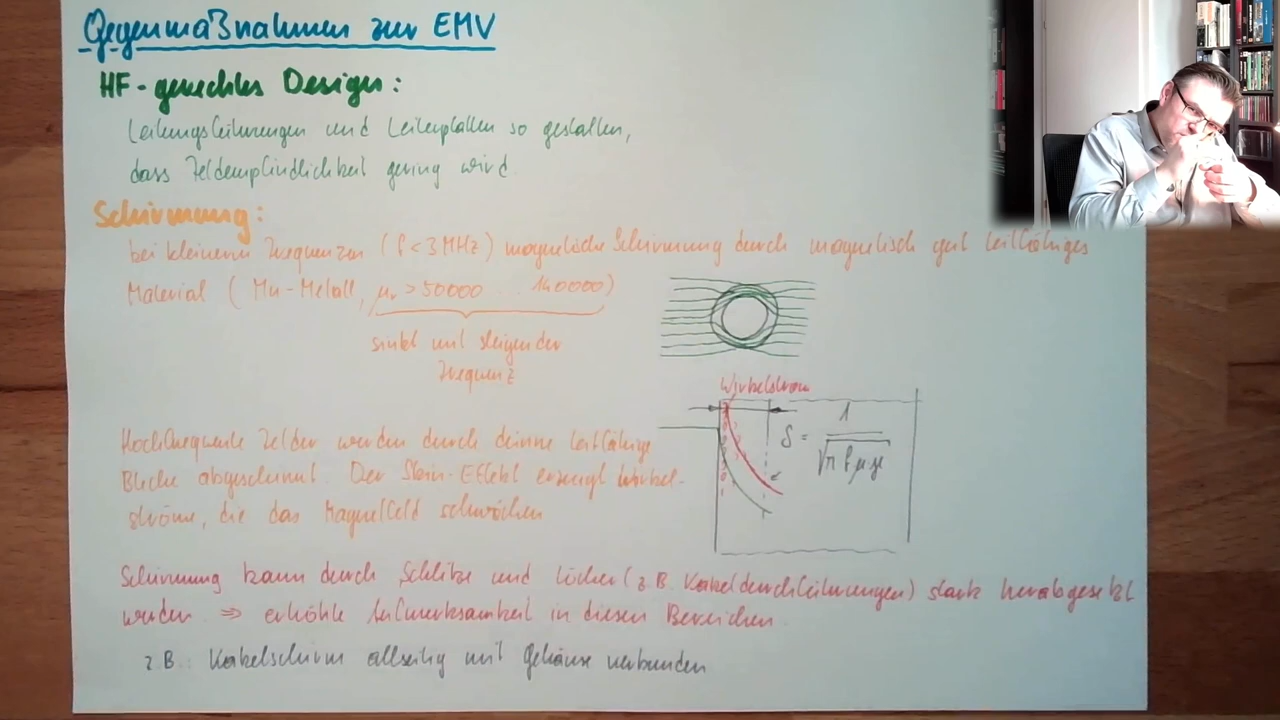 Gegenmaßnahmen zur EMV
HF-gerechtes Design:
Leitungsführungen und Leiterplatten so gestalten,
dass Feldempfindlichkeit gering wird.
Schirmung:
bei kleinen Frequenzen (f < 3 MHz) magnetische Schirmung durch magnetisch gut leitfähiges
Material (Mu-Metall, μr > 50000 ... 140000)
sinkt mit steigender
Frequenz
Wirbelstrom
δ = 1 / √π f μ ϰ
Hochfrequente Felder werden durch dünne leitfähige
Bleche abgeschirmt. Der Skin-Effekt erzeugt Wirbel-
ströme, die das Magnetfeld schwächen
Schirmung kann durch Schlitze und Löcher (z.B. Kabeldurchführungen) stark herabgesetzt
werden ⇒ erhöhte Aufmerksamkeit in diesen Bereichen.
z.B.: Kabelschirm allseitig mit Gehäuse verbunden